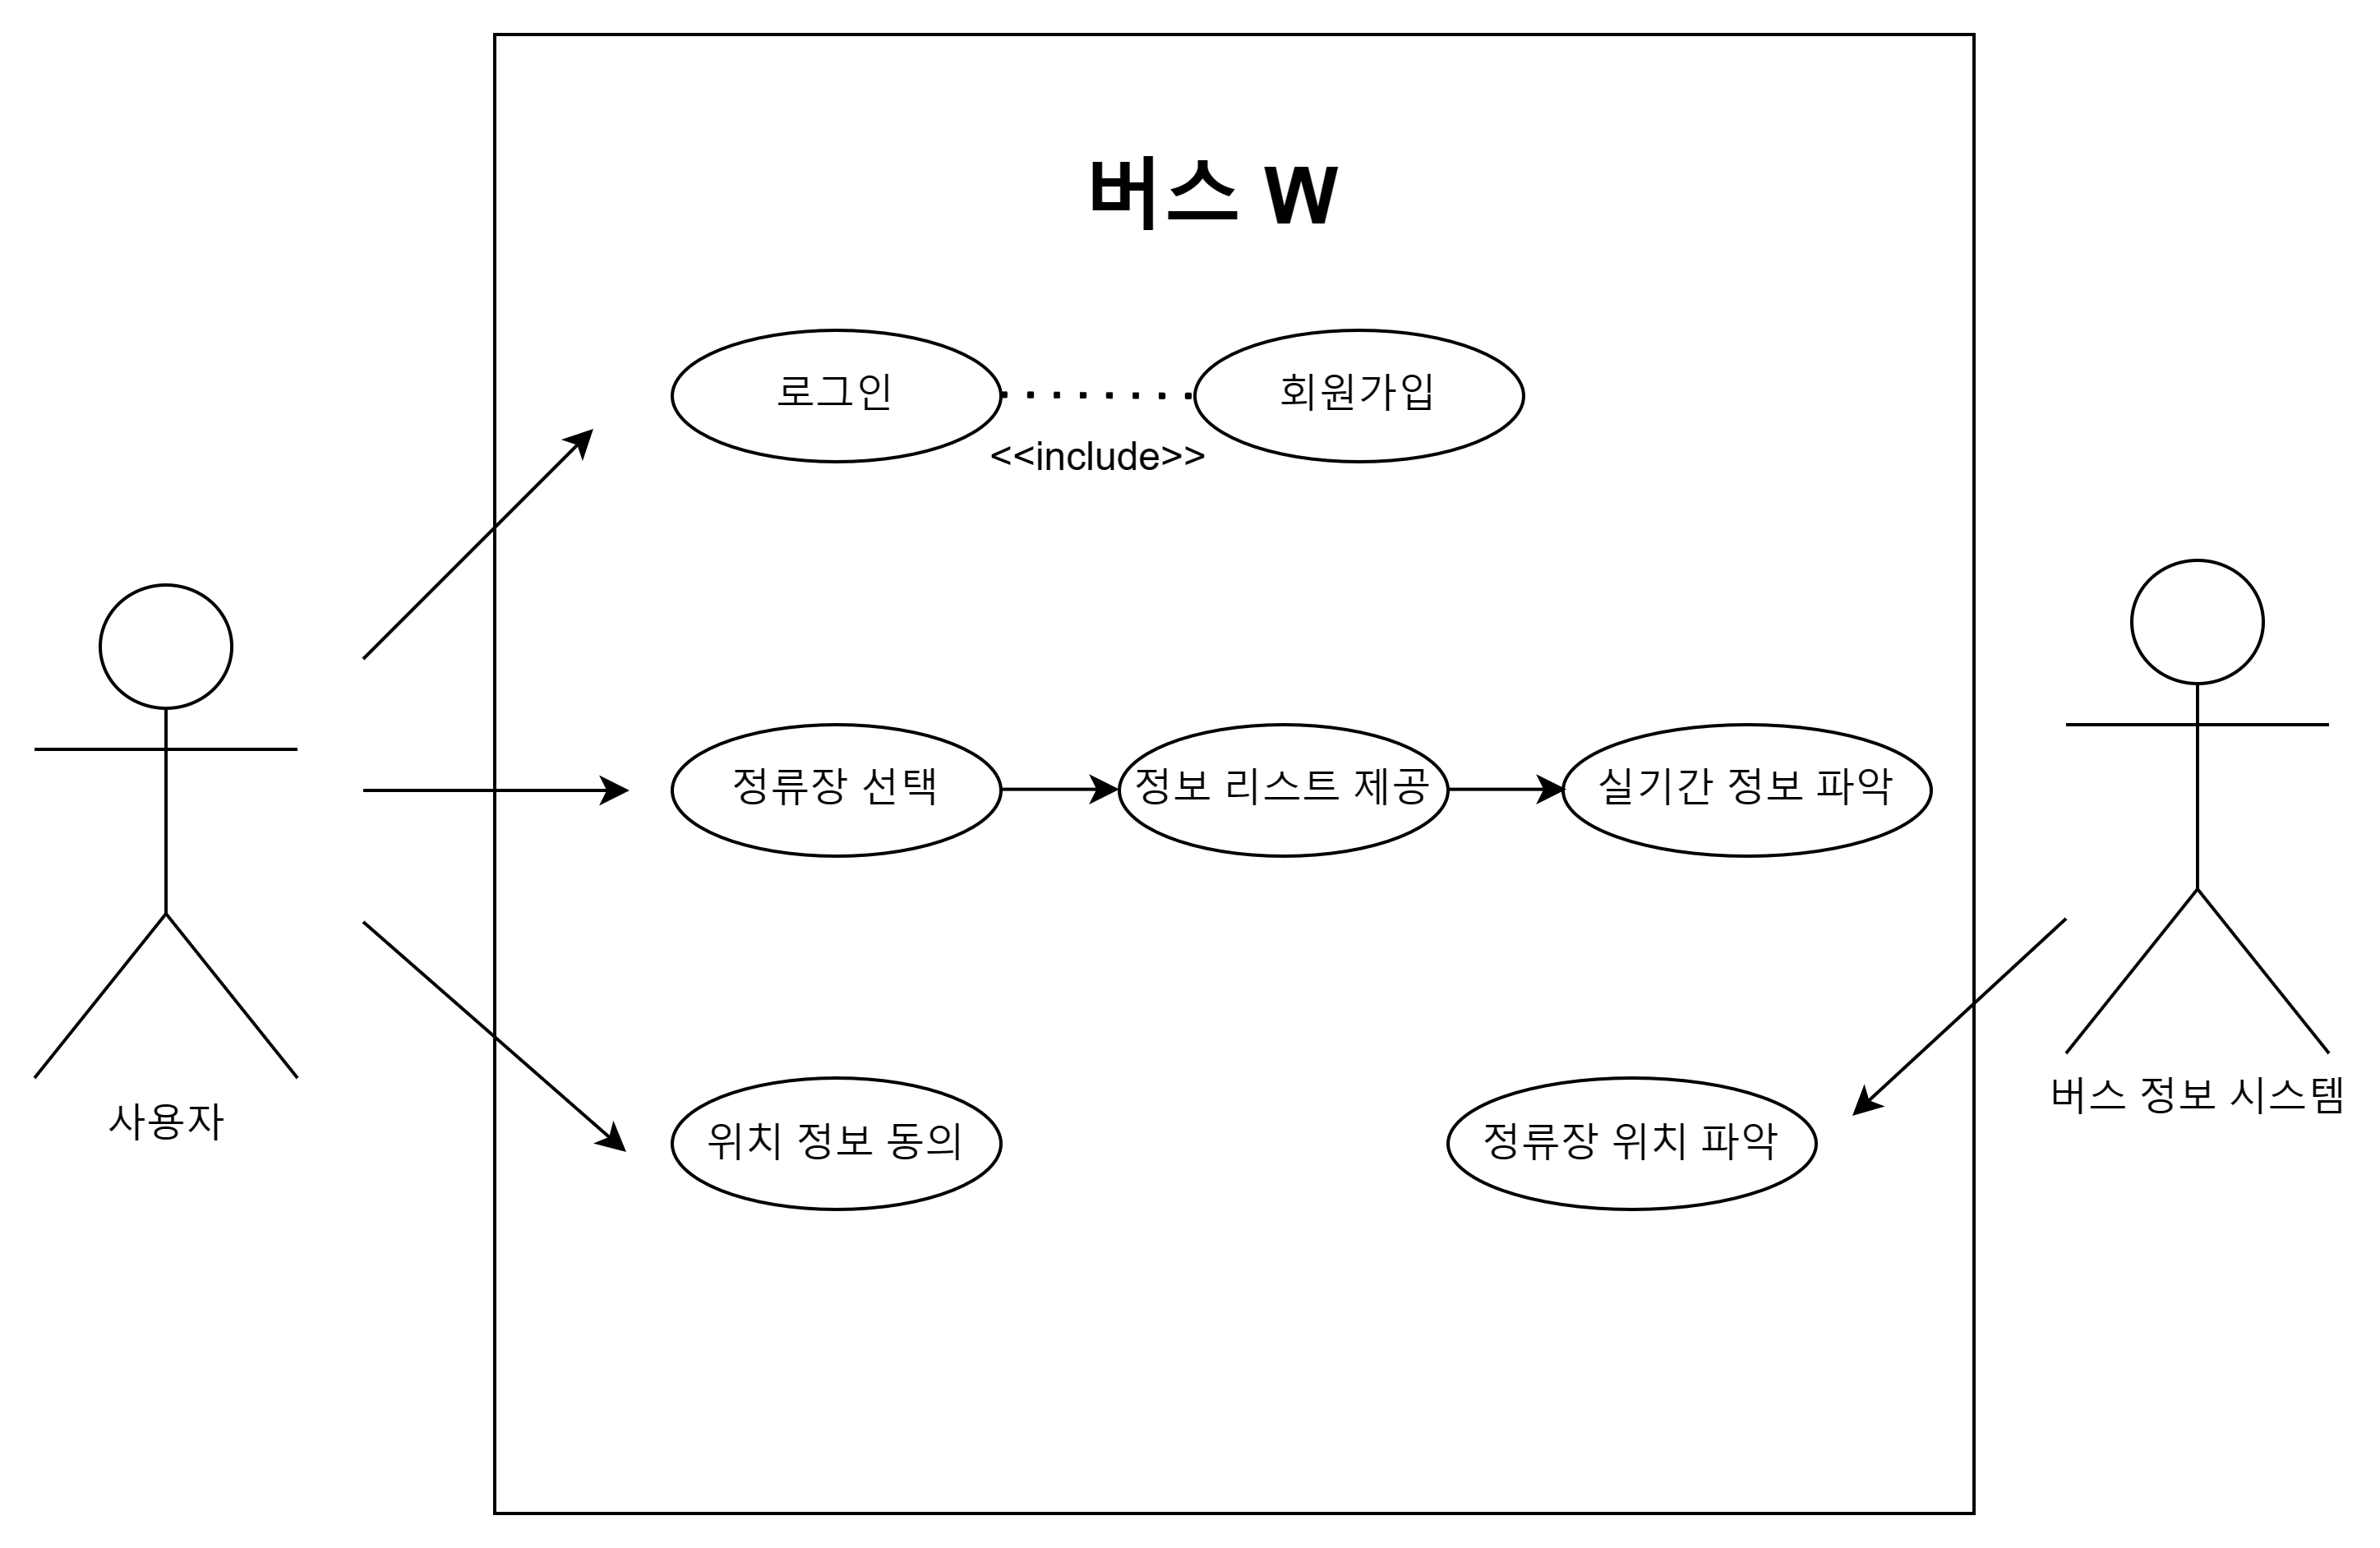 버스 W
로그인
회원가입
<<include>>
정류장 선택
정보 리스트 제공
실기간 정보 파악
사용자
버스 정보 시스템
위치 정보 동의
정류장 위치 파악